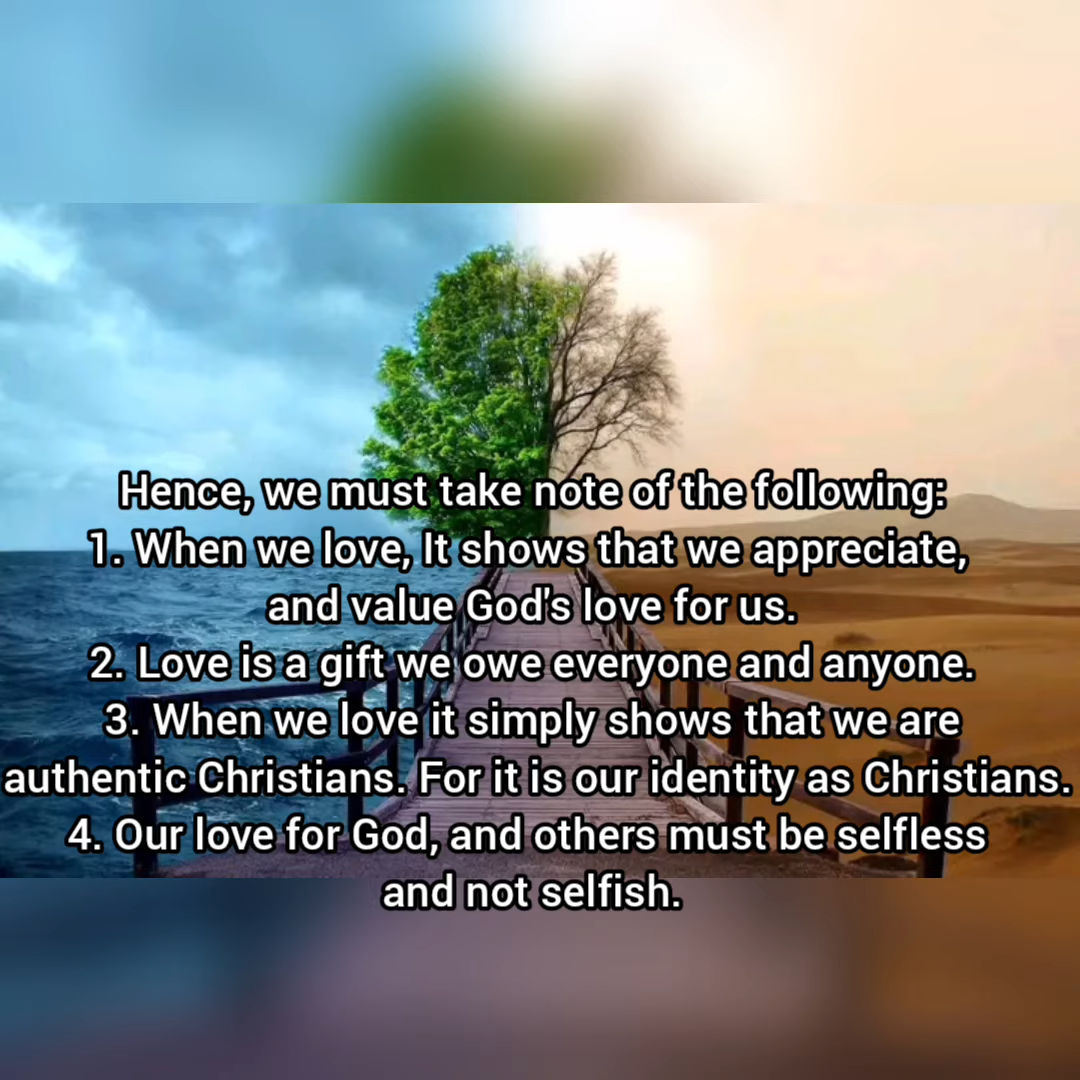 Hence, we must take note of the following:
1. When we love, It shows that we appreciate,
and value God's love for us.
2. Love is a gift we owe everyone and anyone.
3. When we love it simply shows that we are
authentic Christians. For it is our identity as Christians.
4. Our love for God, and others must be selfless
and not selfish.